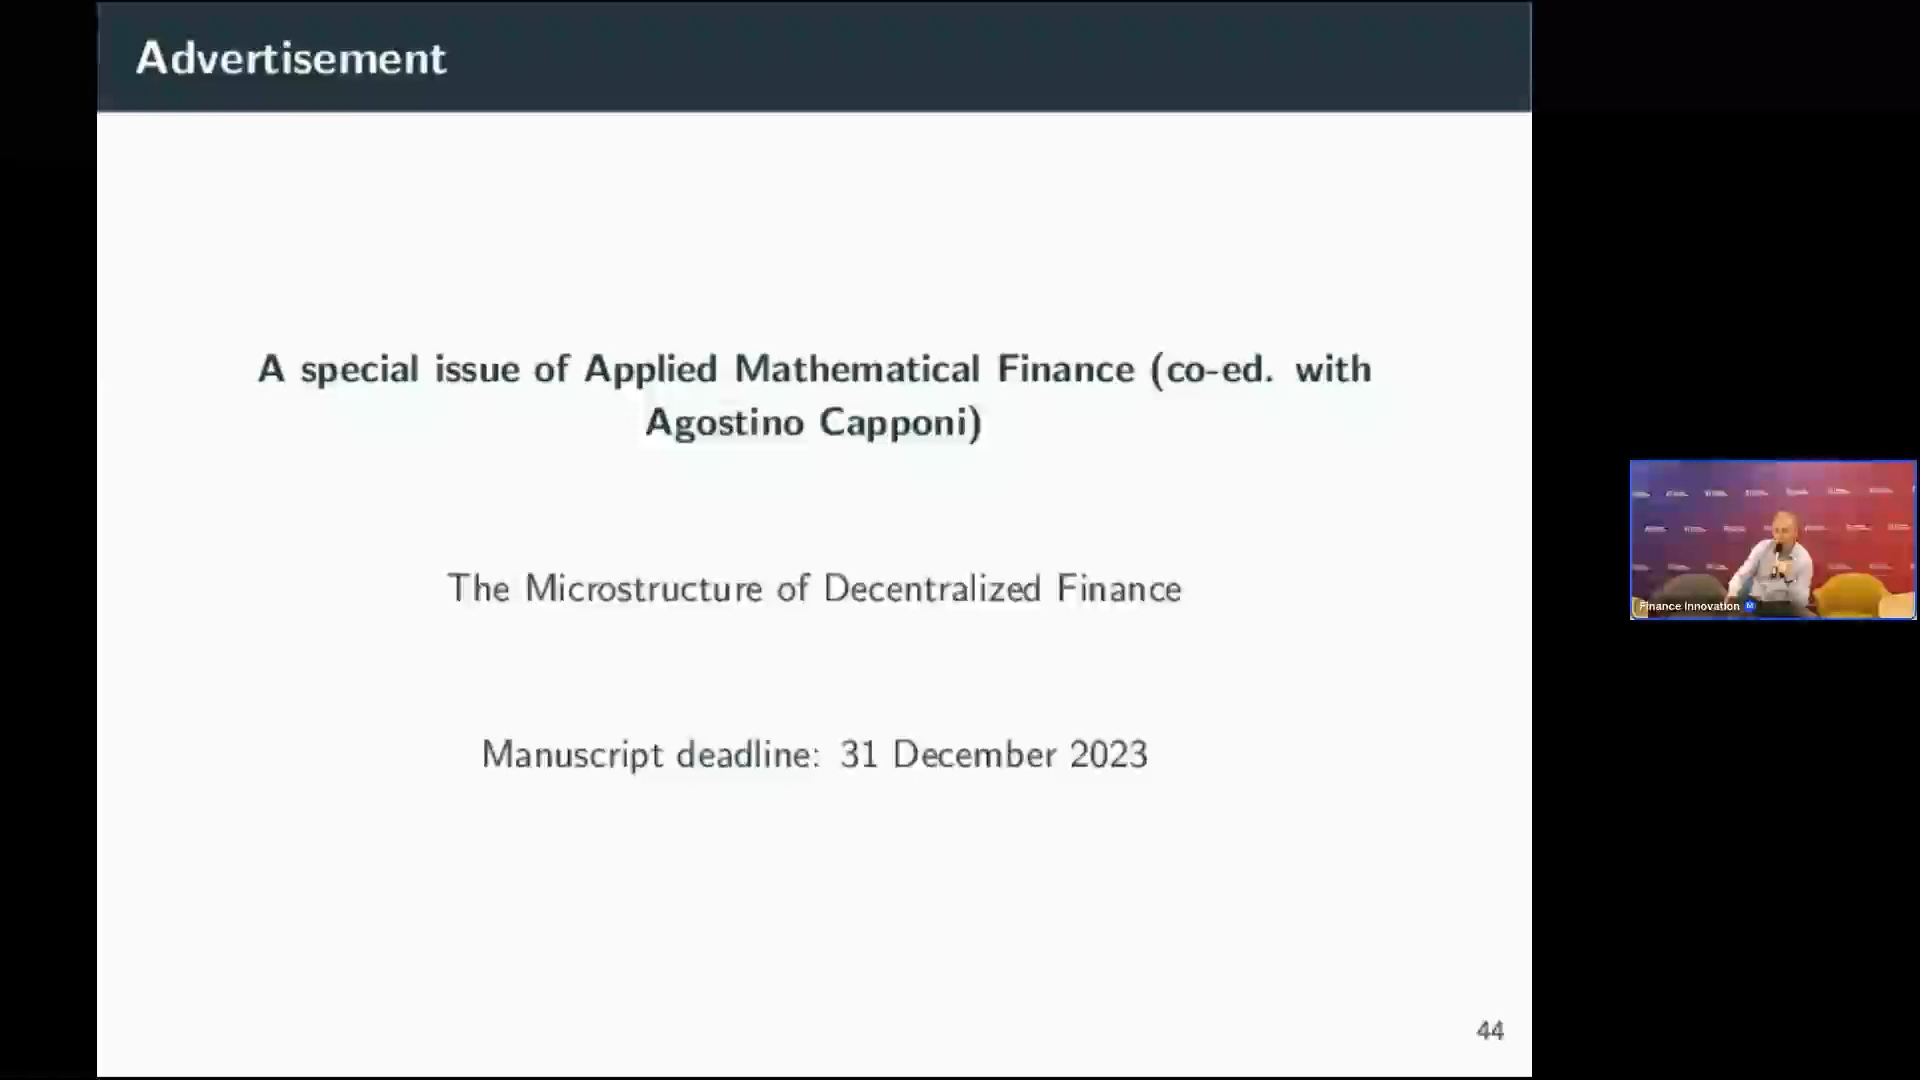 Advertisement
A special issue of Applied Mathematical Finance (co-ed. with
Agostino Capponi)
The Microstructure of Decentralized Finance
Manuscript deadline: 31 December 2023
44
Finance Innovation